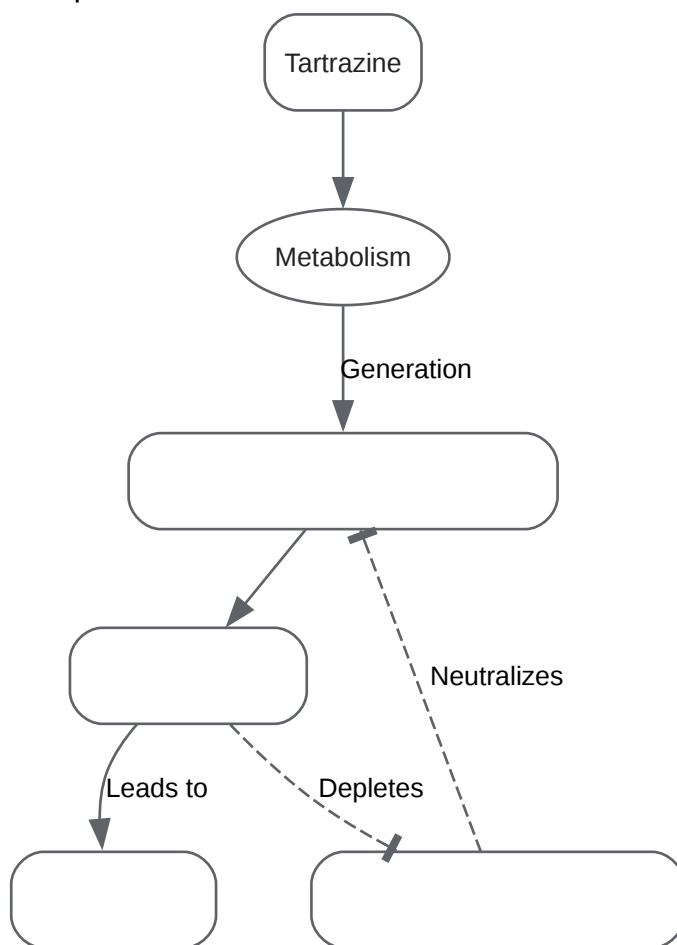 Tartrazine
Metabolism
Generation
Neutralizes
Leads to
Depletes